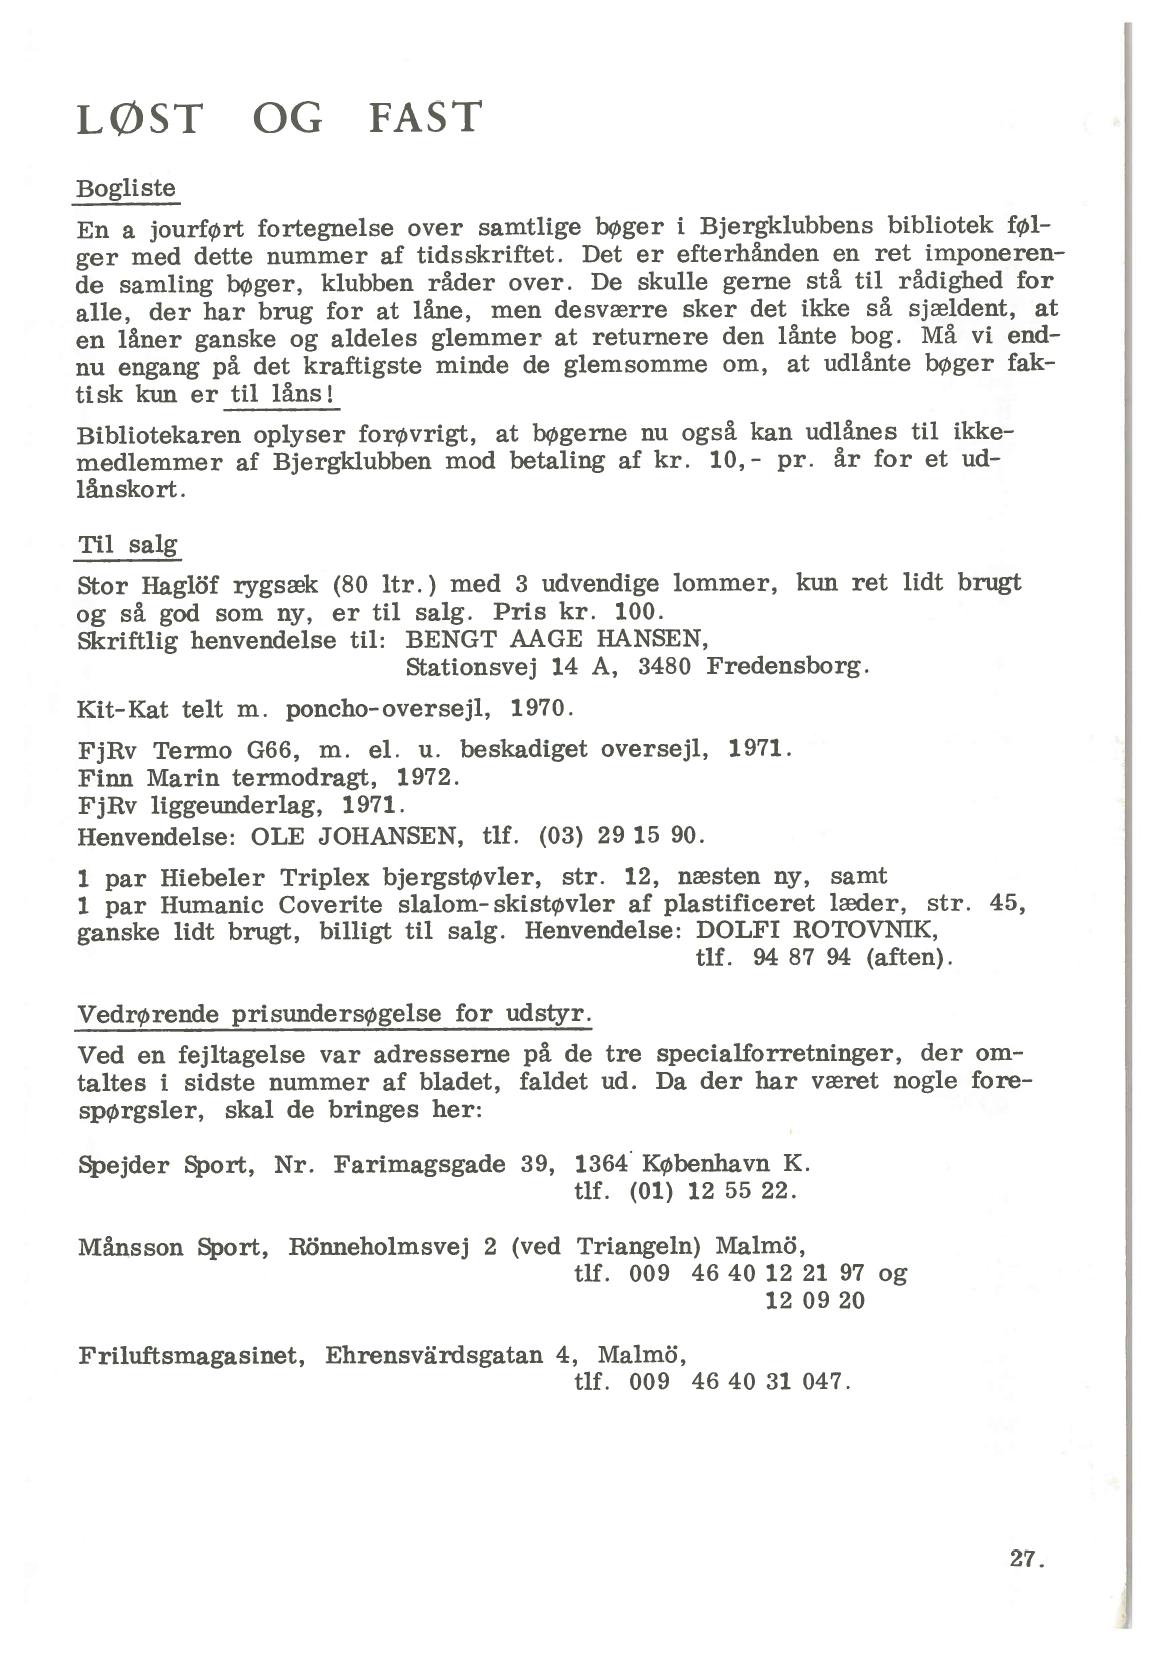 LØST OG FAST
Bogliste
En a jourført fortegnelse over samtlige bøger i Bjergklubbens bibliotek føl-
ger med dette nummer af tidsskriftet. Det er efterhånden en ret imponeren-
de samling bøger, klubben råder over. De skulle gerne stå til rådighed for
alle, der har brug for at låne, men desværre sker det ikke så sjældent, at
en låner ganske og aldeles glemmer at returnere den lånte bog. Må vi end-
nu engang på det kraftigste minde de glemsomme om, at udlånte bøger fak-
tisk kun er til låns!
Bibliotekaren oplyser forøvrigt, at bøgerne nu også kan udlånes til ikke-
medlemmer af Bjergklubben mod betaling af kr. 10,- pr. år for et ud-
lånskort.
Til salg
Stor Haglöf rygsæk (80 ltr.) med 3 udvendige lommer, kun ret lidt brugt
og så god som ny, er til salg. Pris kr. 100.
Skriftlig henvendelse til: BENGT AAGE HANSEN,
Stationsvej 14 A, 3480 Fredensborg.
Kit-Kat telt m. poncho-oversejl, 1970.
FjRv Termo G66, m. el. u. beskadiget oversejl, 1971.
Finn Marin termodragt, 1972.
FjRv liggeunderlag, 1971.
Henvendelse: OLE JOHANSEN, tlf. (03) 29 15 90.
1 par Hiebeler Triplex bjergstøvler, str. 12, næsten ny, samt
1 par Humanic Coverite slalom-skistøvler af plastificeret læder, str. 45,
ganske lidt brugt, billigt til salg. Henvendelse: DOLFI ROTOVNIK,
tlf. 94 87 94 (aften).
Vedrørende prisundersøgelse for udstyr.
Ved en fejltagelse var adresserne på de tre specialforretninger, der om-
taltes i sidste nummer af bladet, faldet ud. Da der har været nogle fore-
spørgsler, skal de bringes her:
Spejder Sport, Nr. Farimagsgade 39, 1364 København K.
tlf. (01) 12 55 22.
Månsson Sport, Rönneholmsvej 2 (ved Triangeln) Malmö,
tlf. 009 46 40 12 21 97 og
12 09 20
Friluftsmagasinet, Ehrensvärdsgatan 4, Malmö,
tlf. 009 46 40 31 047.
27.